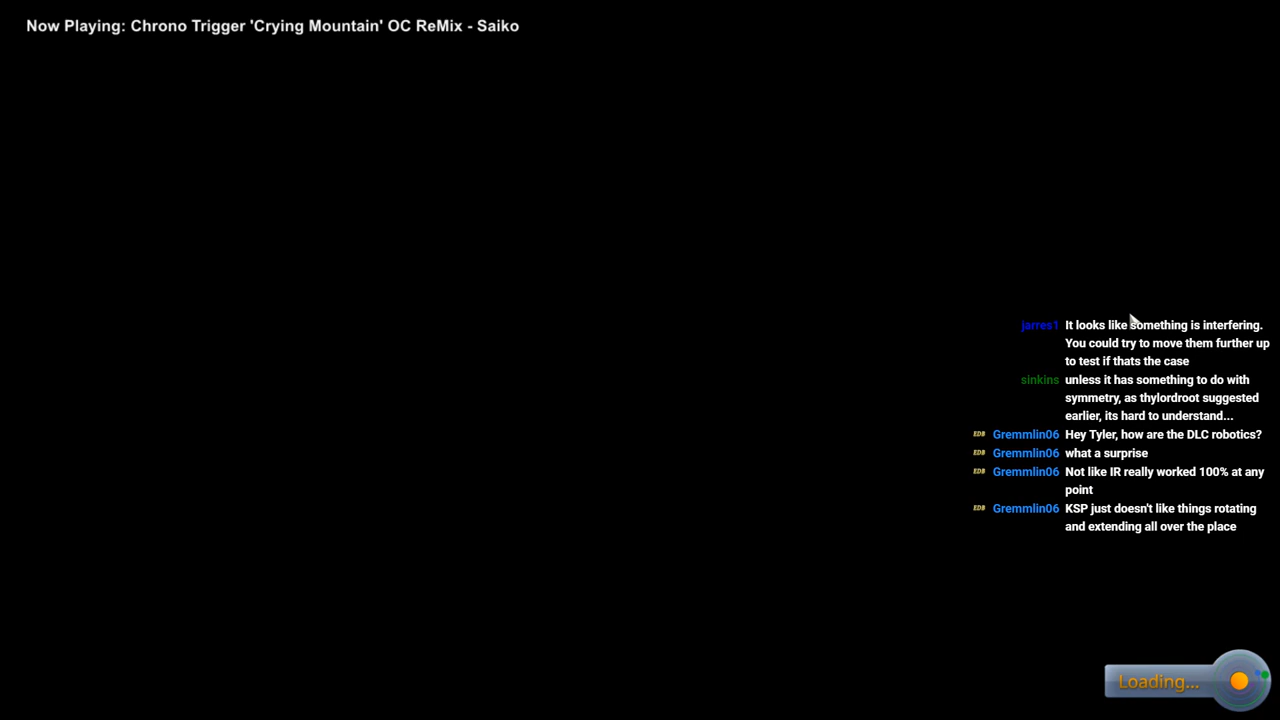 Now Playing: Chrono Trigger 'Crying Mountain' OC ReMix - Saiko
jarres1 It looks like something is interfering.
You could try to move them further up
to test if thats the case
sinkins unless it has something to do with
symmetry, as thylordroot suggested
earlier, its hard to understand...
EDB Gremmlin06 Hey Tyler, how are the DLC robotics?
EDB Gremmlin06 what a surprise
EDB Gremmlin06 Not like IR really worked 100% at any
point
EDB Gremmlin06 KSP just doesn't like things rotating
and extending all over the place
Loading...